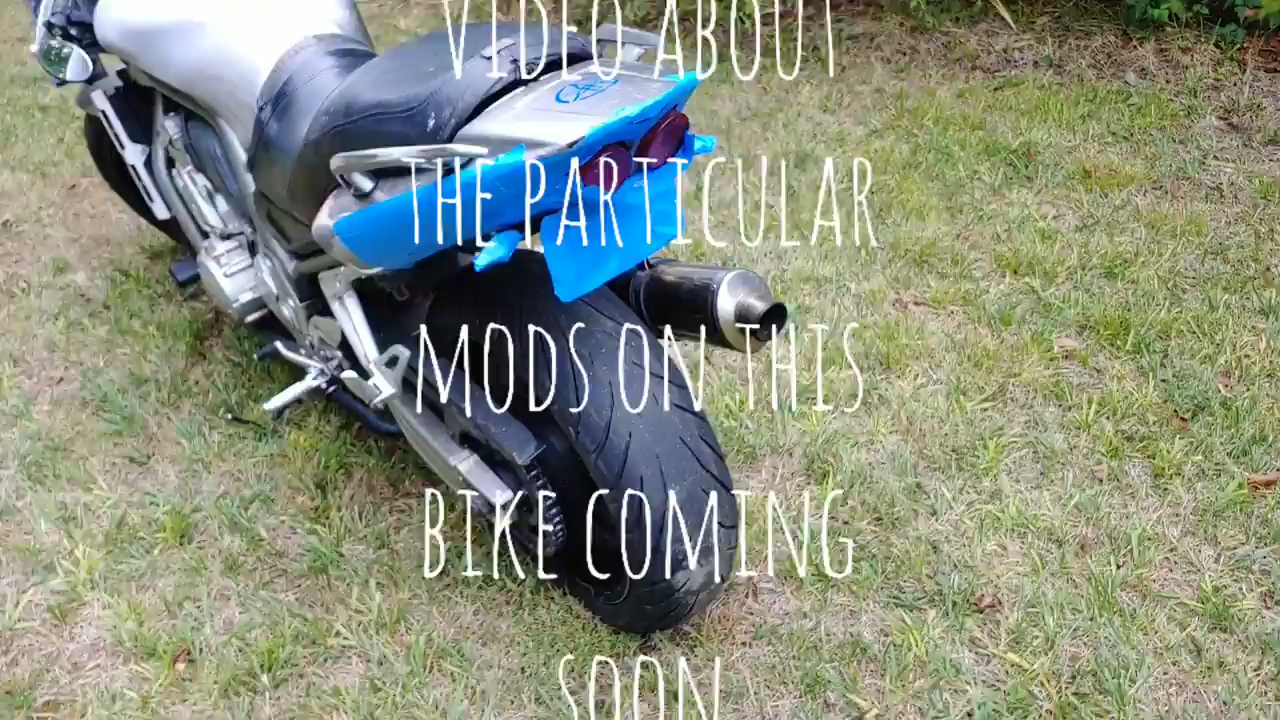 VIDEO ABOUT
THE PARTICULAR
MODS ON THIS
BIKE COMING
SOON